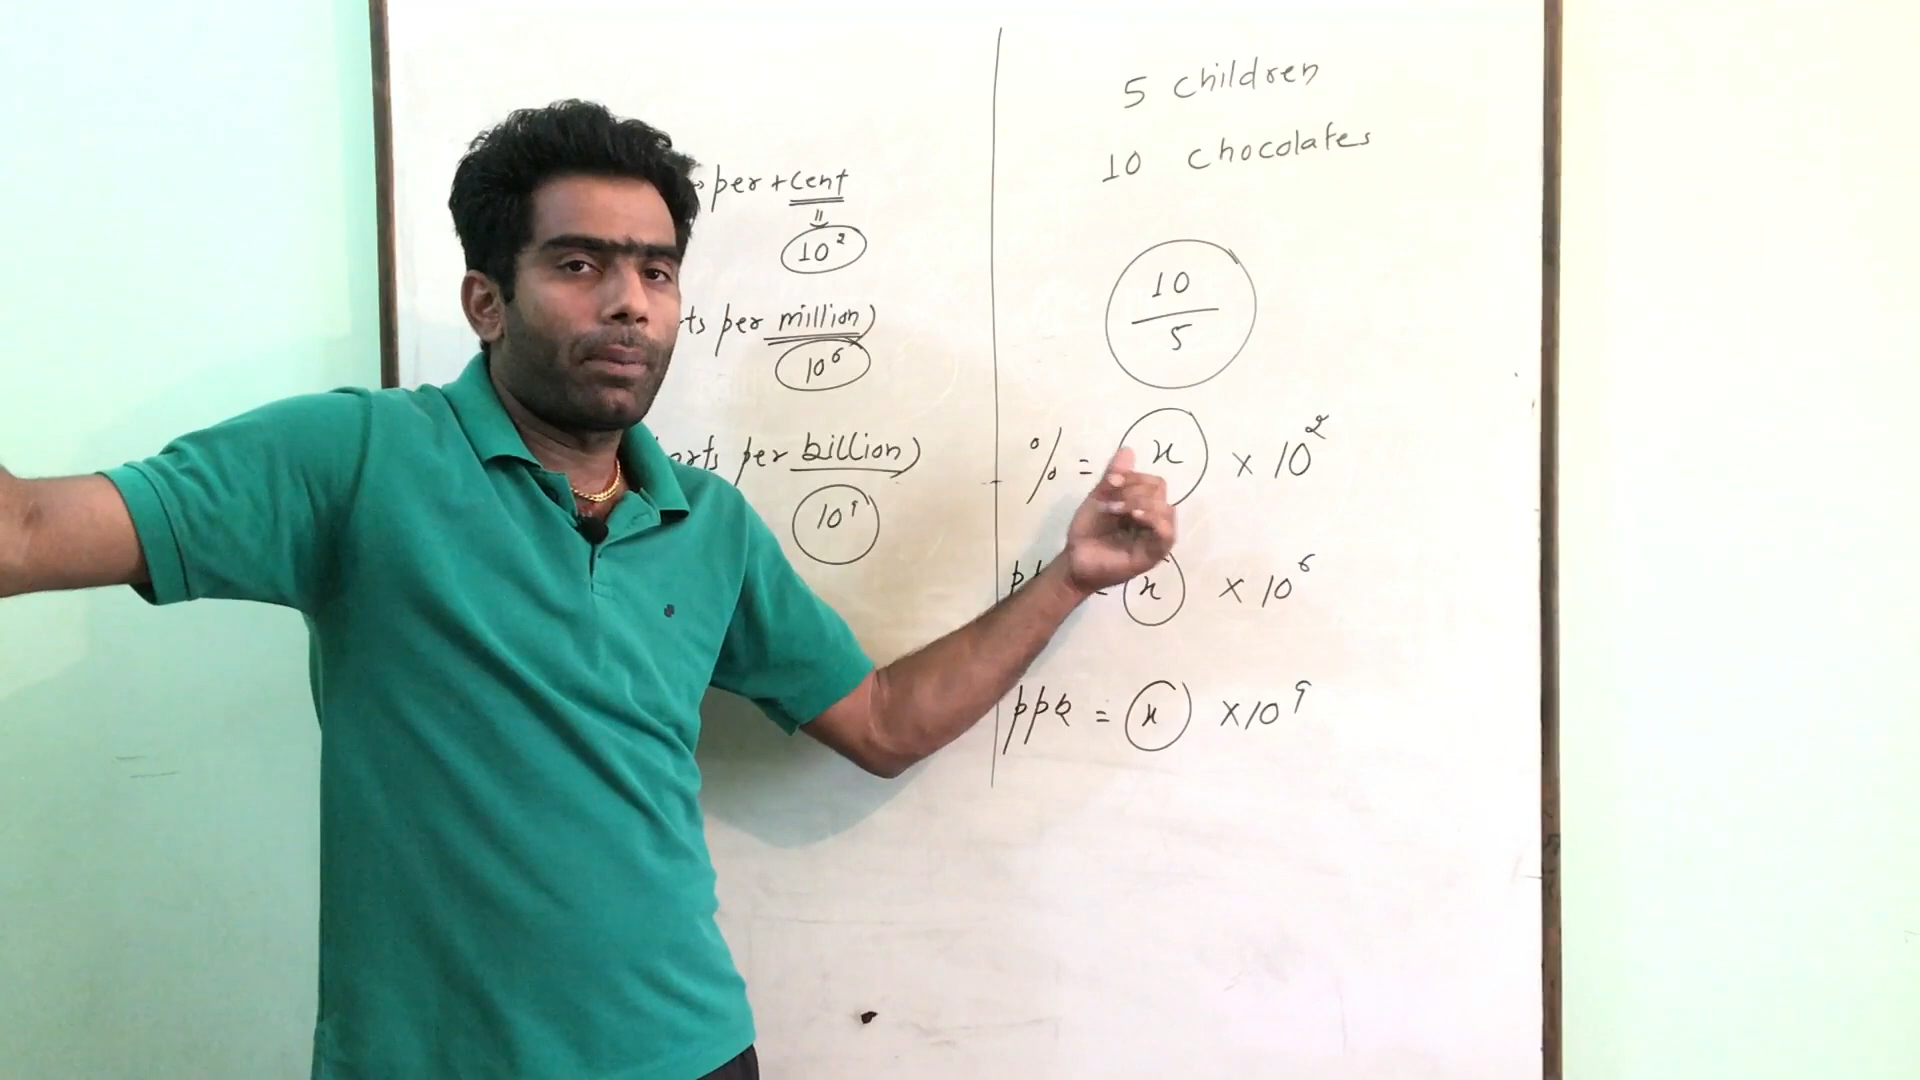 per + cent
=
10²
per million)
10⁶
per billion)
10⁹
5 children
10 chocolates
10
5
% = x × 10²
= x × 10⁶
ppb = x × 10⁹